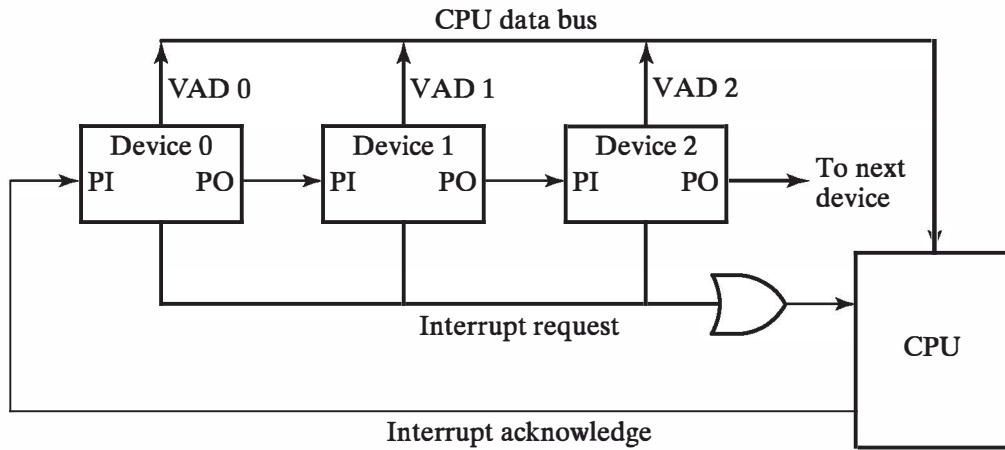 CPU data bus
VAD 0
VAD 1
VAD 2
Device 0
Device 1
Device 2
PI
PO
PI
PO
PI
PO
To next
device
Interrupt request
CPU
Interrupt acknowledge